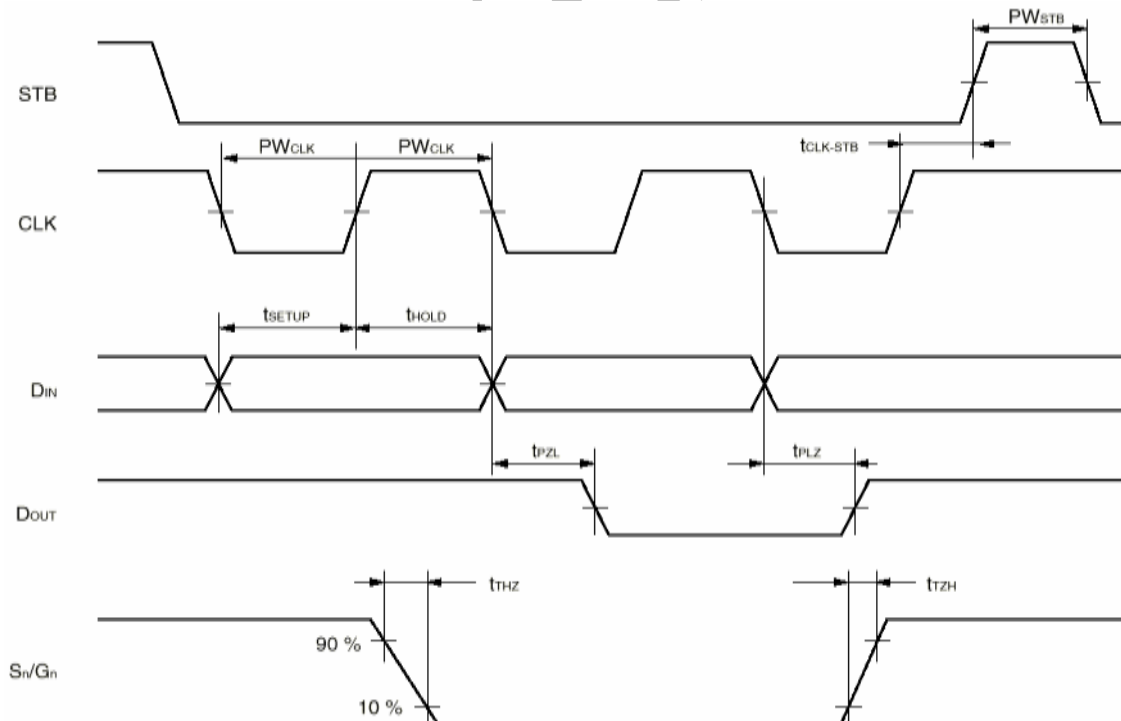 PWSTB
STB
tCLK-STB
PWCLK PWCLK
CLK
tSETUP tHOLD
DIN
tPZL tPLZ
DOUT
tTHZ tTZH
90 %
Sn/Gn
10 %